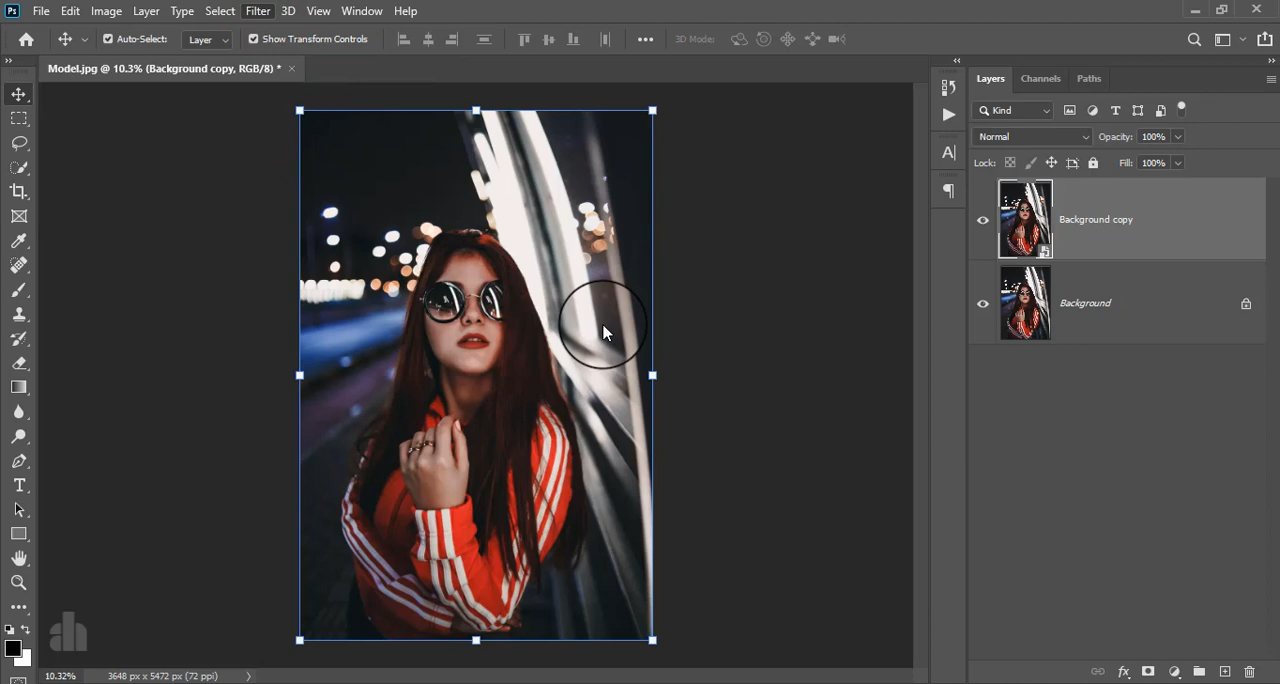 Ps File Edit Image Layer Type Select Filter 3D View Window Help
Auto-Select: Layer Show Transform Controls 3D Mode:
Model.jpg @ 10.3% (Background copy, RGB/8) * ×
Layers Channels Paths
Kind
Normal Opacity: 100%
Lock: Fill: 100%
Background copy
Background
ah
10.32% 3648 px x 5472 px (72 ppi)